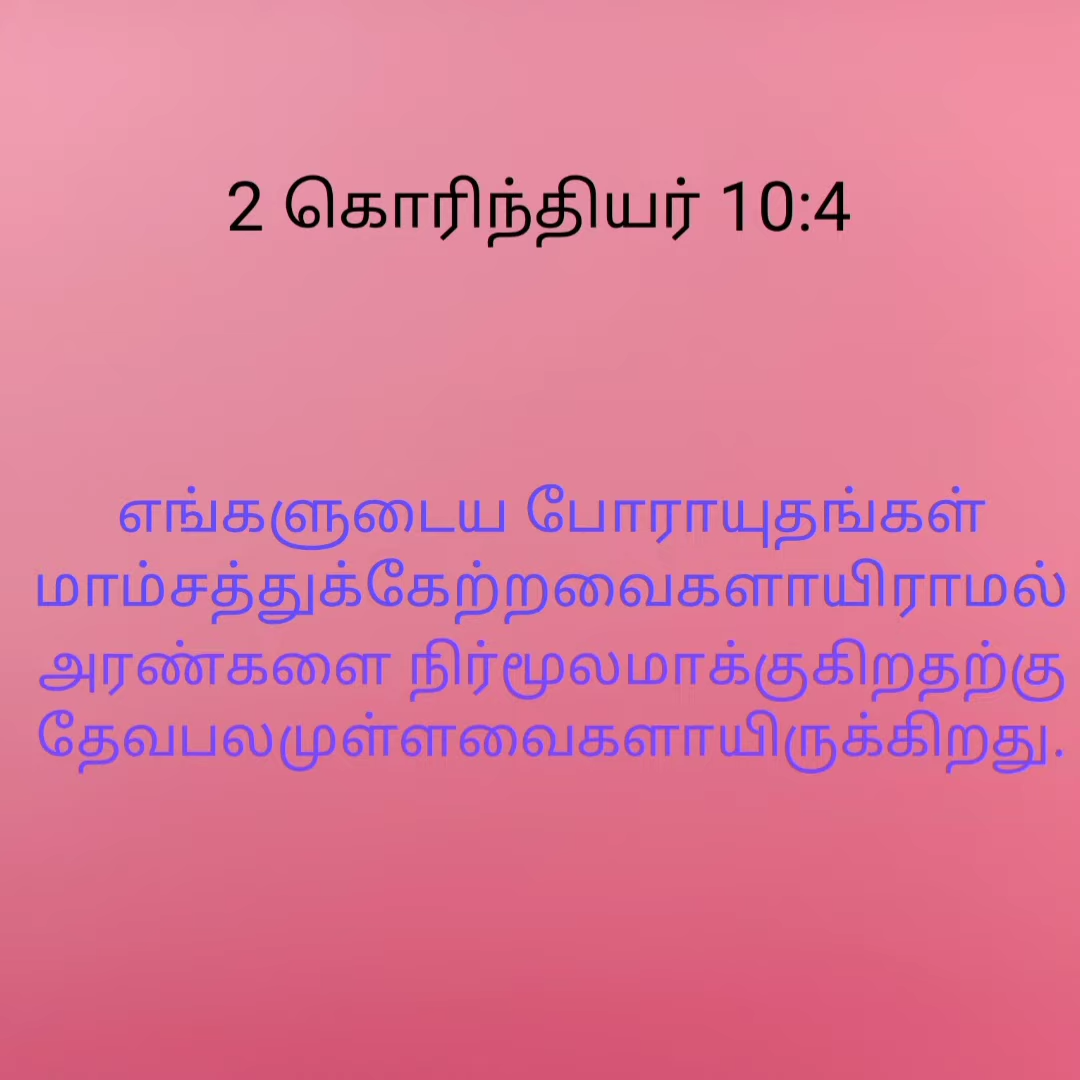 2 கொரிந்தியர் 10:4
எங்களுடைய போராயுதங்கள்
மாம்சத்துக்கேற்றவைகளாயிராமல்
அரண்களை நிர்மூலமாக்குகிறதற்கு
தேவபலமுள்ளவைகளாயிருக்கிறது.